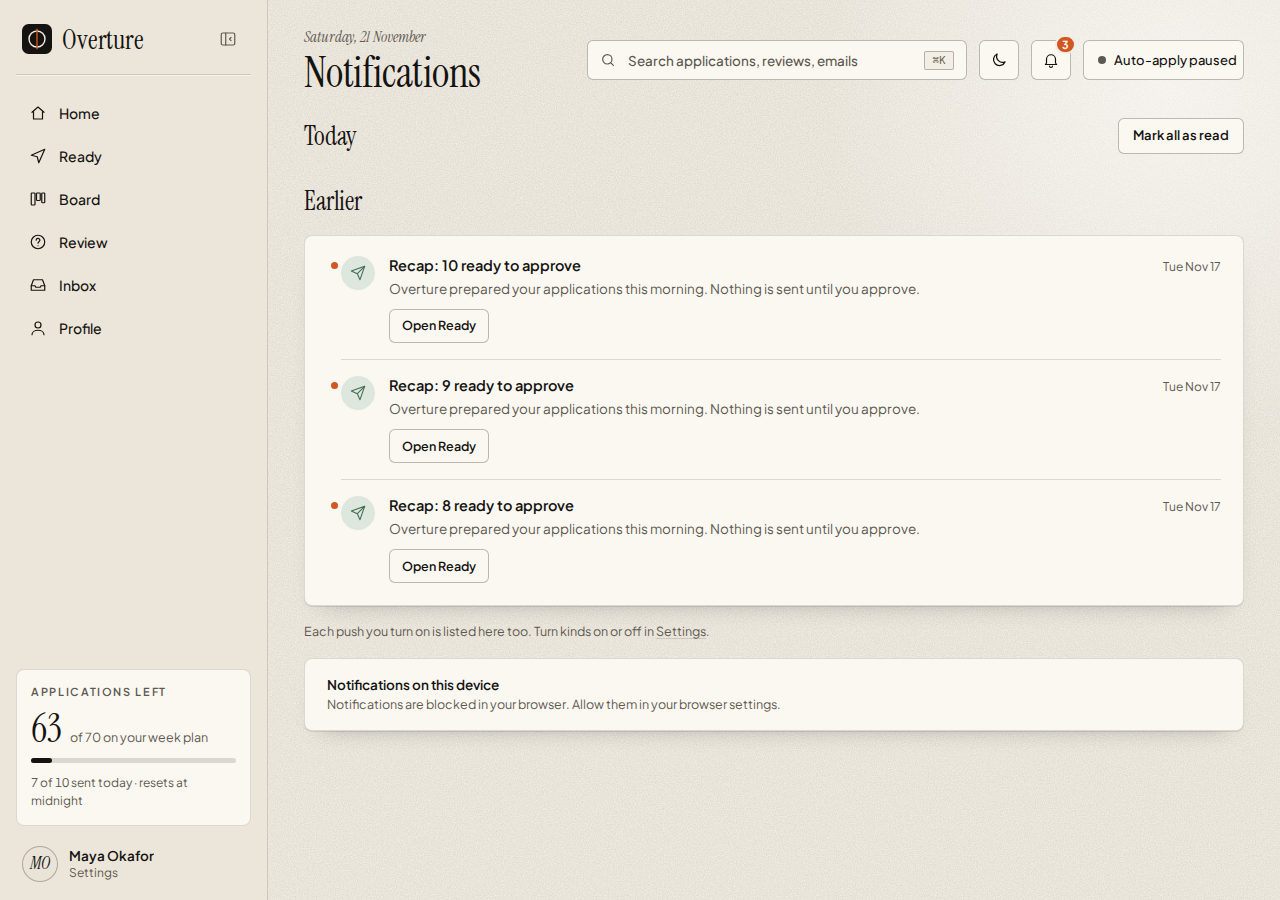 Overture
Home
Ready
Board
Review
Inbox
Profile
APPLICATIONS LEFT
63 of 70 on your week plan
7 of 10 sent today · resets at
midnight
MO
Maya Okafor
Settings
Saturday, 21 November
Notifications
Search applications, reviews, emails
⌘K
3
Auto-apply paused
Today
Mark all as read
Earlier
Recap: 10 ready to approve
Tue Nov 17
Overture prepared your applications this morning. Nothing is sent until you approve.
Open Ready
Recap: 9 ready to approve
Tue Nov 17
Overture prepared your applications this morning. Nothing is sent until you approve.
Open Ready
Recap: 8 ready to approve
Tue Nov 17
Overture prepared your applications this morning. Nothing is sent until you approve.
Open Ready
Each push you turn on is listed here too. Turn kinds on or off in Settings.
Notifications on this device
Notifications are blocked in your browser. Allow them in your browser settings.